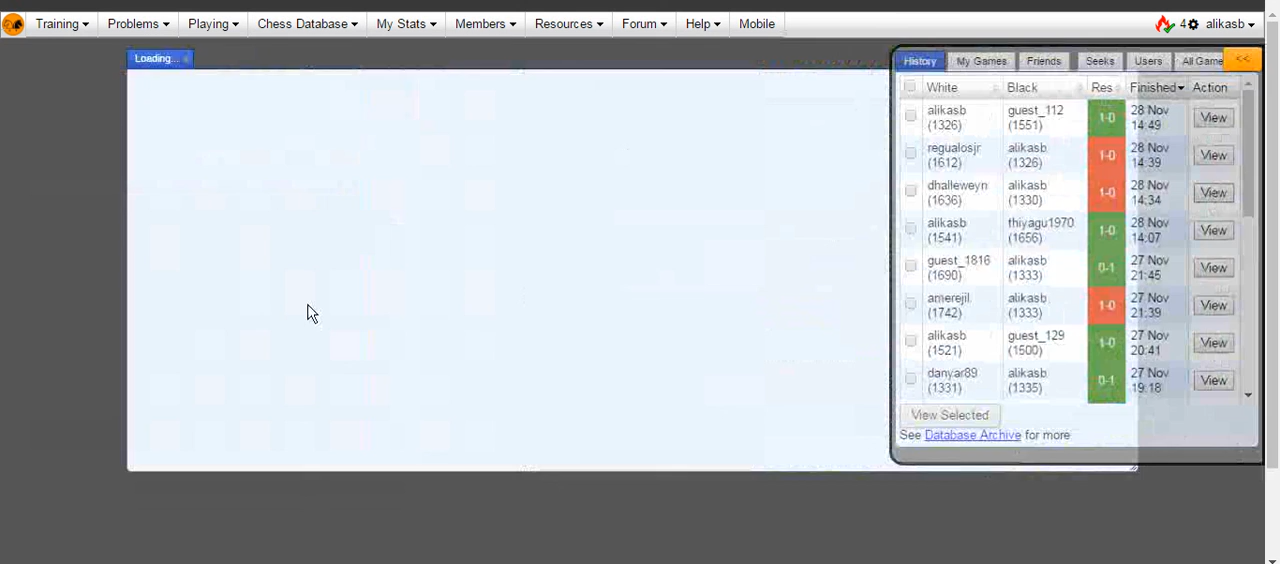 Training Problems Playing Chess Database My Stats Members Resources Forum Help Mobile 4 alikasb
Loading...
History My Games Friends Seeks Users All Game <<
White Black Res Finished Action
alikasb guest_112 1-0 28 Nov View
(1326) (1551) 14:49
regualosjr alikasb 1-0 28 Nov View
(1612) (1326) 14:39
dhalleweyn alikasb 1-0 28 Nov View
(1636) (1330) 14:34
alikasb thiyagu1970 1-0 28 Nov View
(1541) (1656) 14:07
guest_1816 alikasb 0-1 27 Nov View
(1690) (1333) 21:45
amerejil alikasb 1-0 27 Nov View
(1742) (1333) 21:39
alikasb guest_129 1-0 27 Nov View
(1521) (1500) 20:41
danyar89 alikasb 0-1 27 Nov View
(1331) (1335) 19:18
View Selected
See Database Archive for more